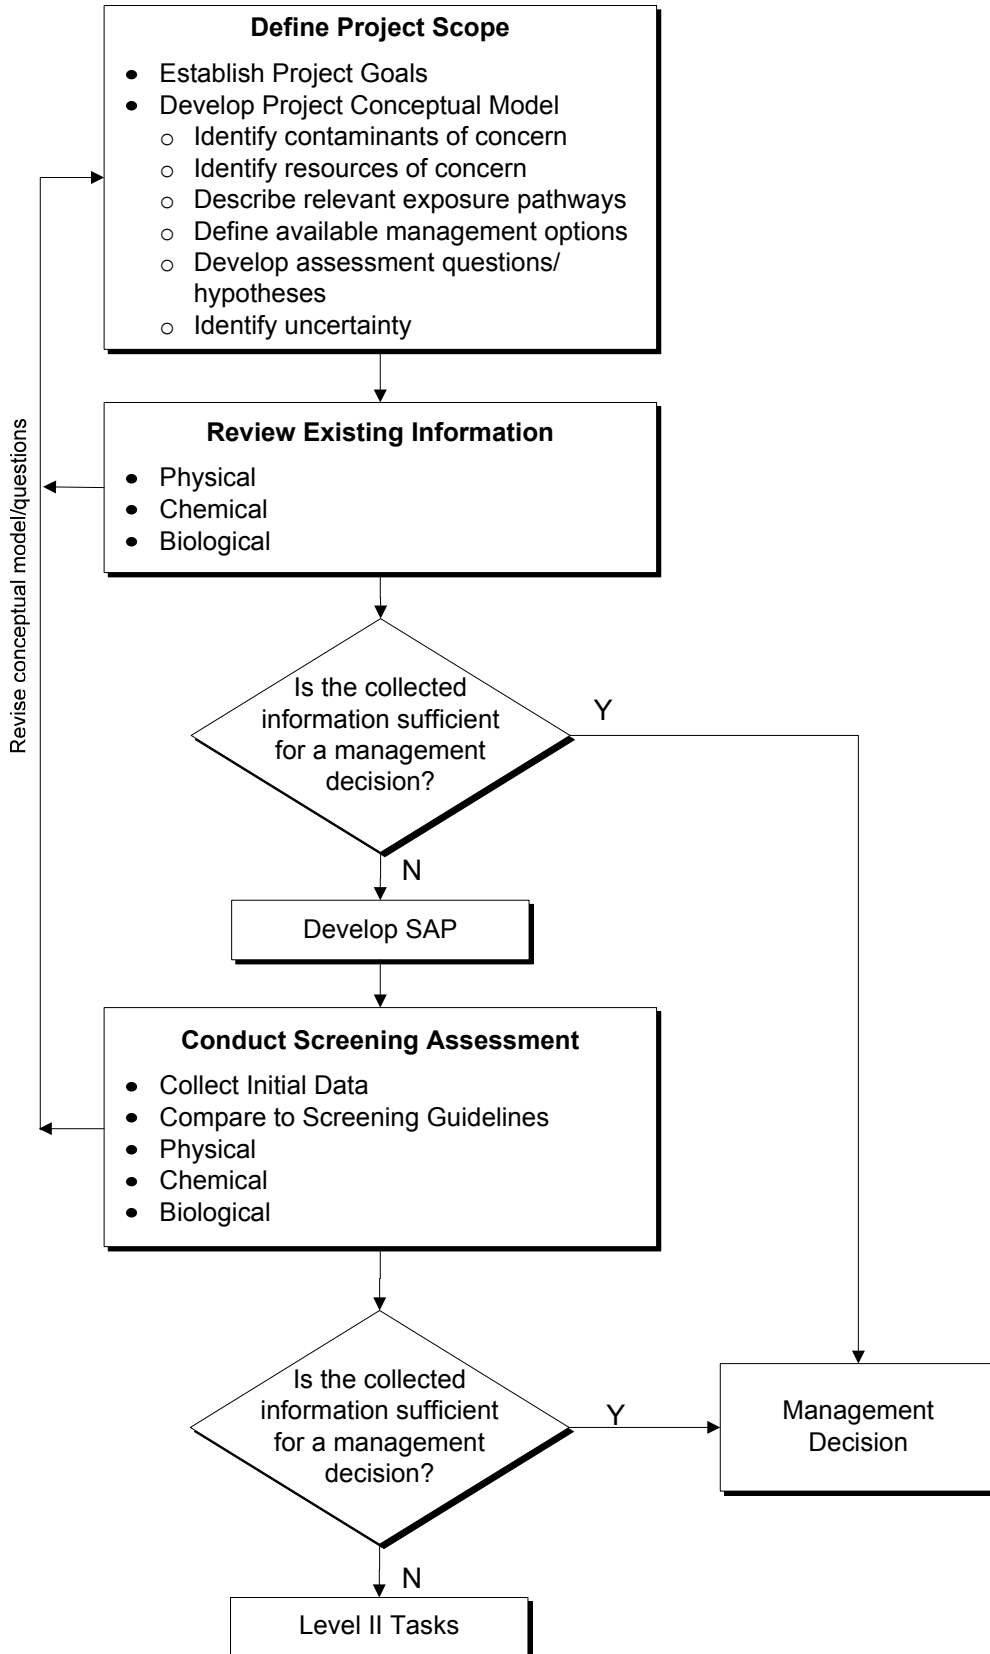 Define Project Scope
• Establish Project Goals
• Develop Project Conceptual Model
o Identify contaminants of concern
o Identify resources of concern
o Describe relevant exposure pathways
o Define available management options
o Develop assessment questions/
hypotheses
o Identify uncertainty
Revise conceptual model/questions
Review Existing Information
• Physical
• Chemical
• Biological
Is the collected
information sufficient
for a management
decision?
Y
N
Develop SAP
Conduct Screening Assessment
• Collect Initial Data
• Compare to Screening Guidelines
• Physical
• Chemical
• Biological
Is the collected
information sufficient
for a management
decision?
Y
Management
Decision
N
Level II Tasks